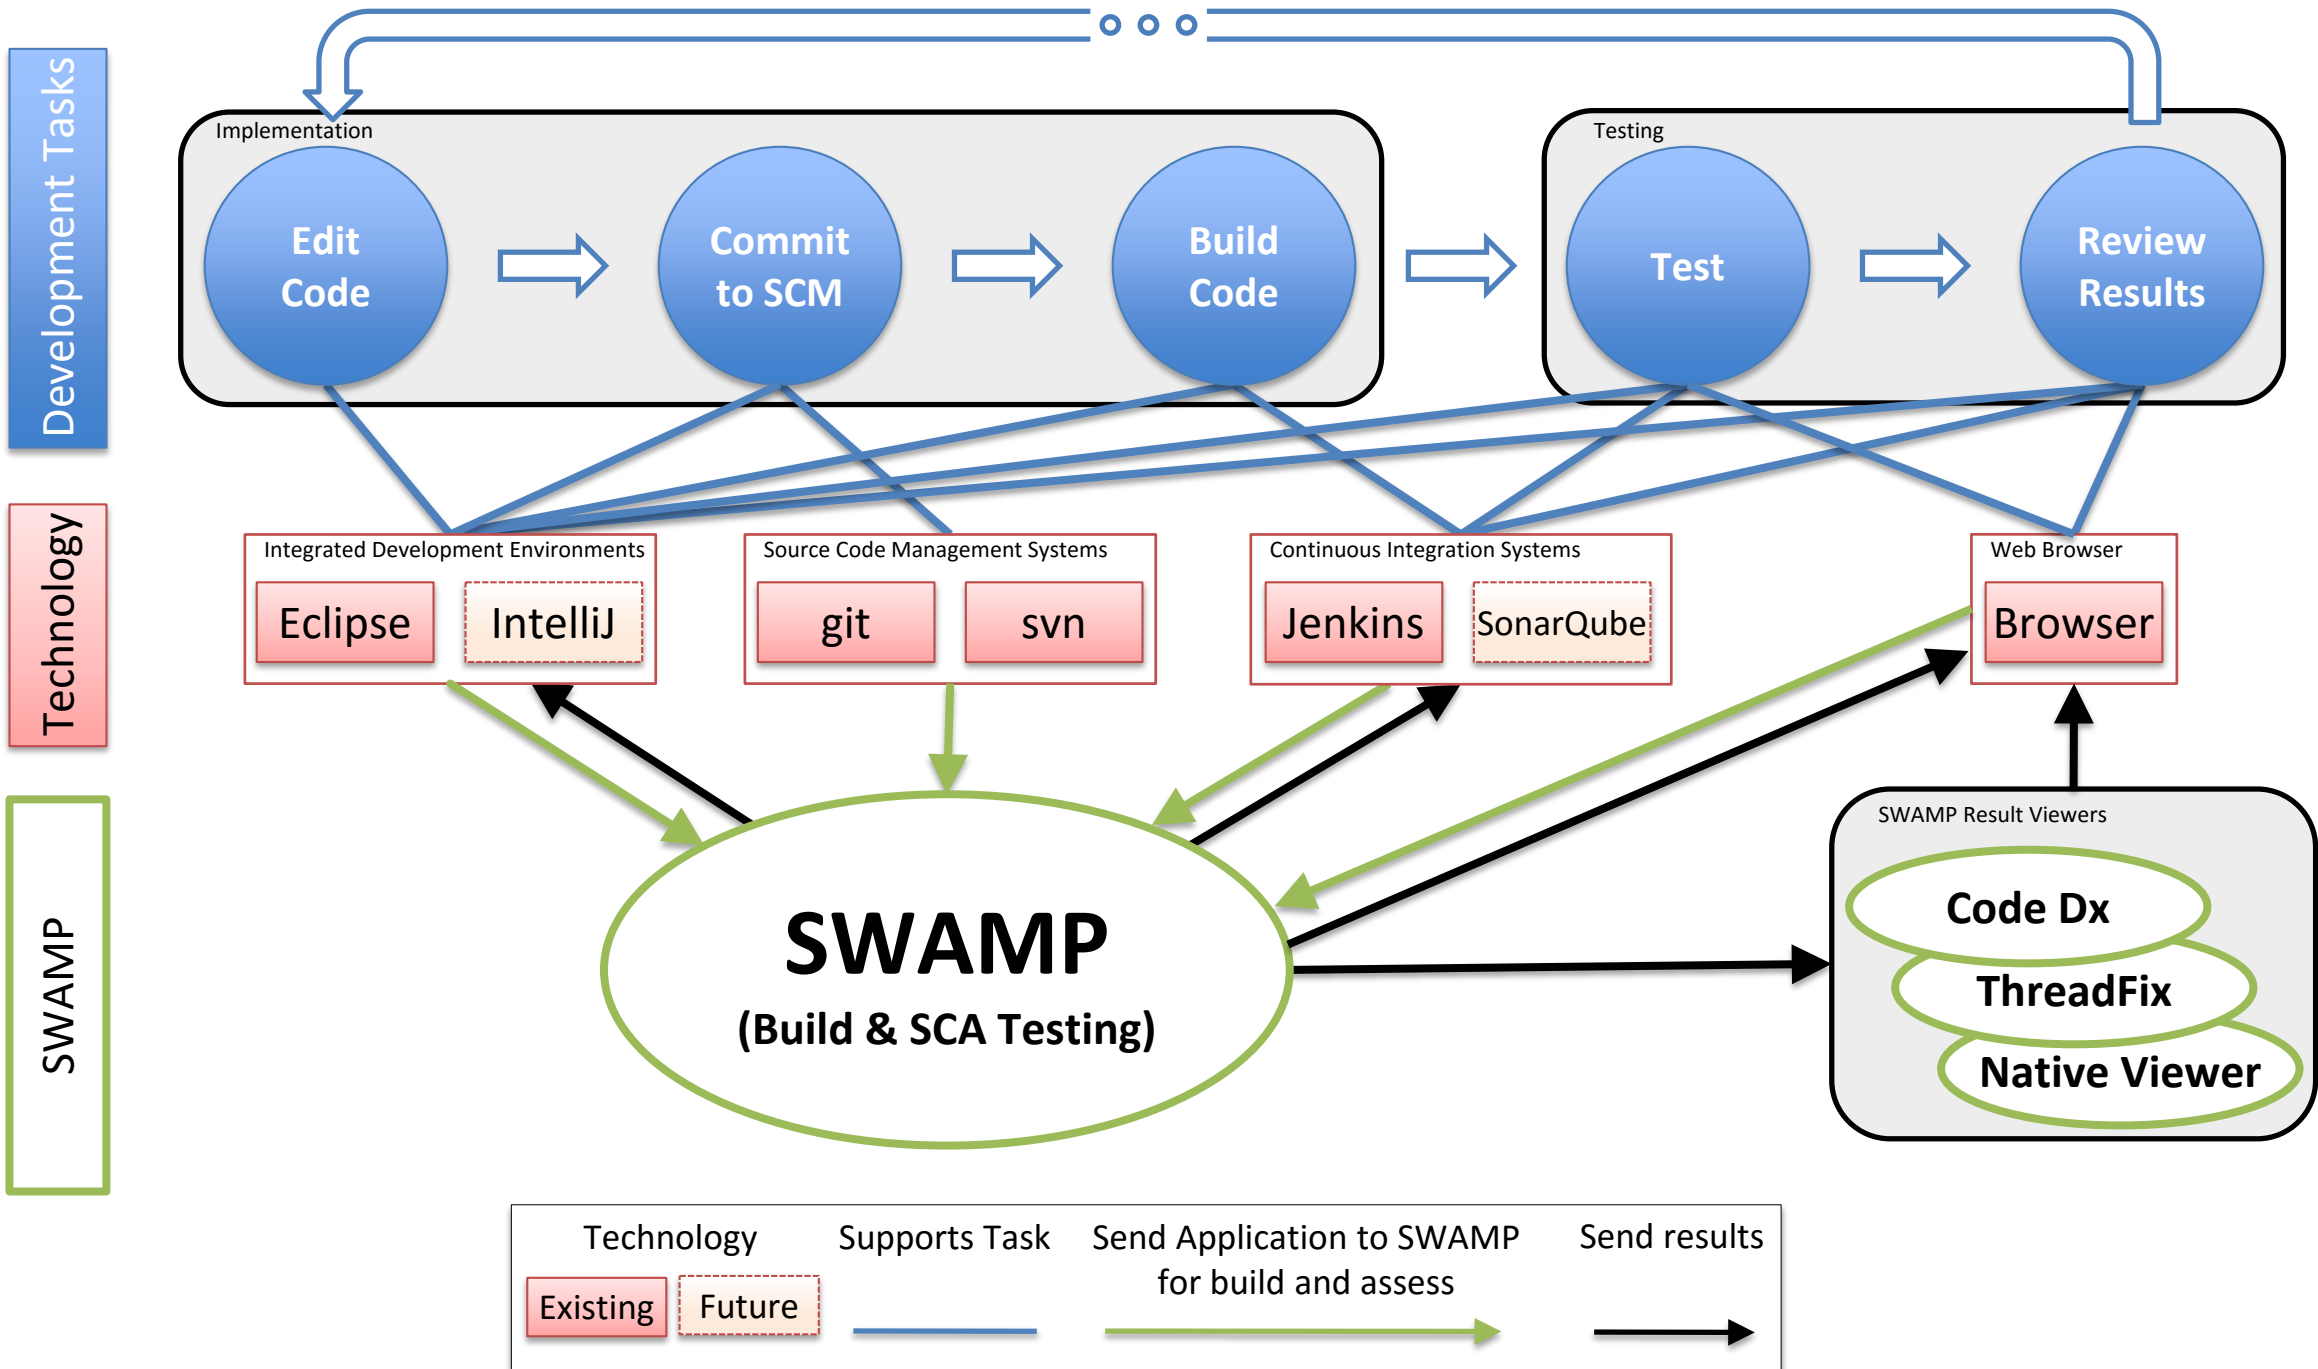 Development Tasks
Implementation
Edit
Code
Commit
to SCM
Build
Code
Testing
Test
Review
Results
Technology
Integrated Development Environments
Eclipse
IntelliJ
Source Code Management Systems
git
svn
Continuous Integration Systems
Jenkins
SonarQube
Web Browser
Browser
SWAMP
SWAMP
(Build & SCA Testing)
SWAMP Result Viewers
Code Dx
ThreadFix
Native Viewer
Technology
Existing
Future
Supports Task
Send Application to SWAMP
for build and assess
Send results